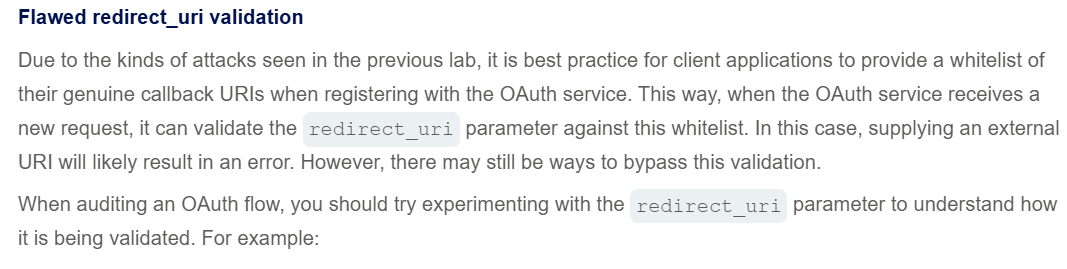 Flawed redirect_uri validation
Due to the kinds of attacks seen in the previous lab, it is best practice for client applications to provide a whitelist of
their genuine callback URIs when registering with the OAuth service. This way, when the OAuth service receives a
new request, it can validate the redirect_uri parameter against this whitelist. In this case, supplying an external
URI will likely result in an error. However, there may still be ways to bypass this validation.
When auditing an OAuth flow, you should try experimenting with the redirect_uri parameter to understand how
it is being validated. For example: